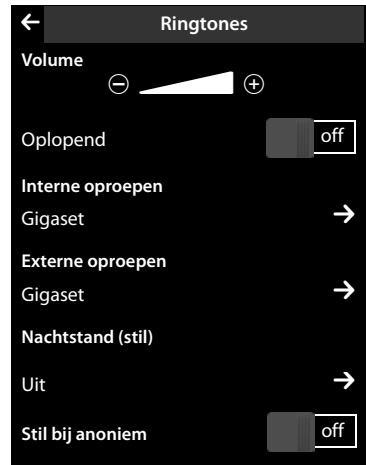 Ringtones
Volume
Oplopend off
Interne oproepen
Gigaset
Externe oproepen
Gigaset
Nachtstand (stil)
Uit
Stil bij anoniem off